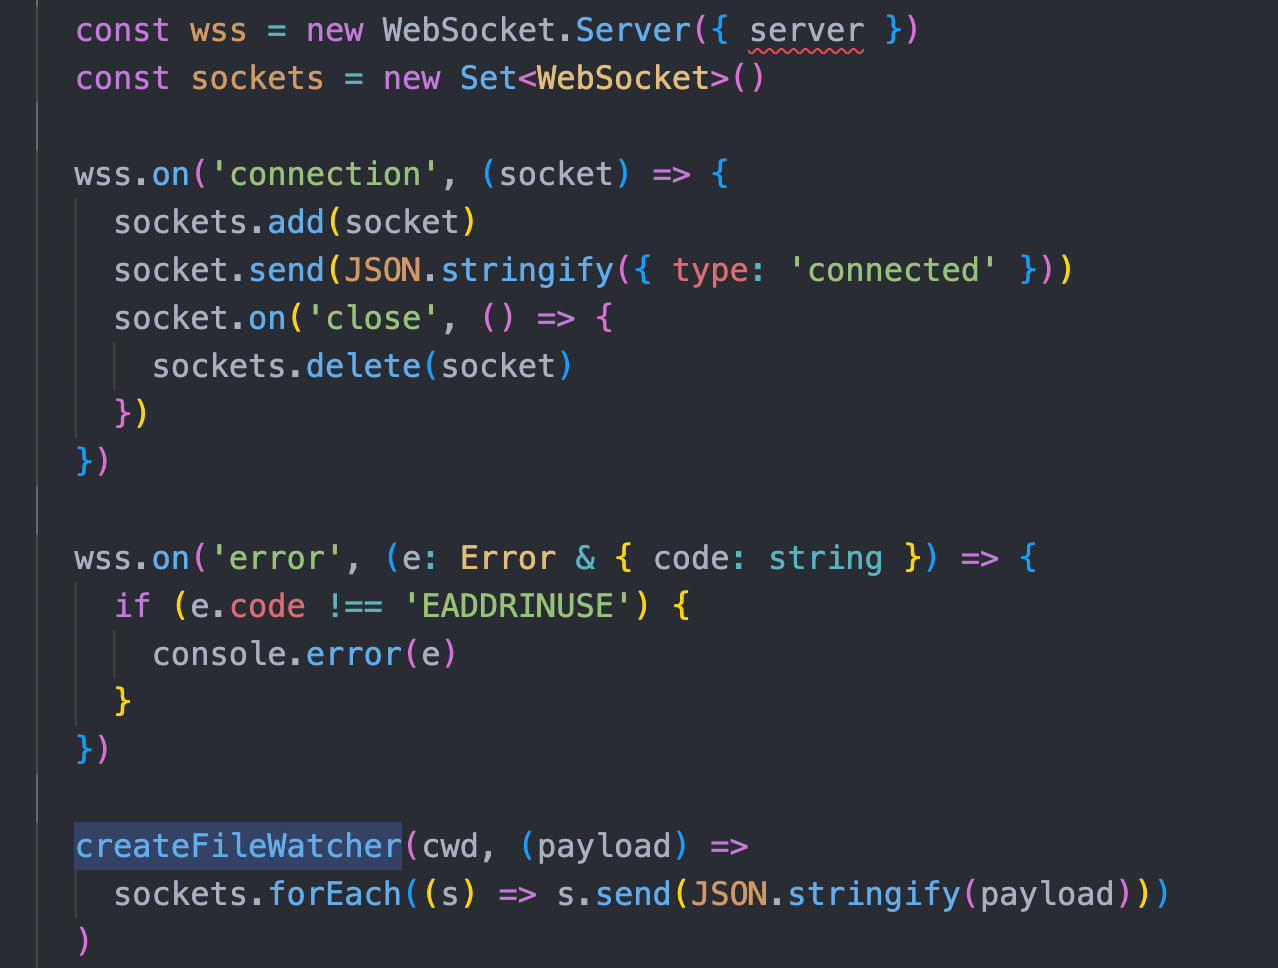 const wss = new WebSocket.Server({ server })
const sockets = new Set<WebSocket>()
wss.on('connection', (socket) => {
sockets.add(socket)
socket.send(JSON.stringify({ type: 'connected' }))
socket.on('close', () => {
sockets.delete(socket)
})
})
wss.on('error', (e: Error & { code: string }) => {
if (e.code !== 'EADDRINUSE') {
console.error(e)
}
})
createFileWatcher(cwd, (payload) =>
sockets.forEach((s) => s.send(JSON.stringify(payload)))
)